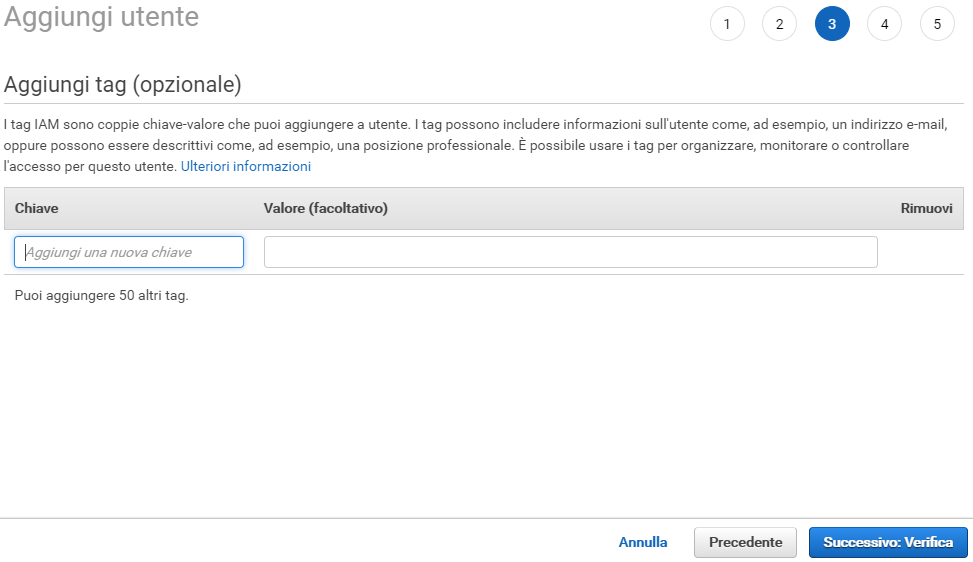 Aggiungi utente
1 2 3 4 5
Aggiungi tag (opzionale)
I tag IAM sono coppie chiave-valore che puoi aggiungere a utente. I tag possono includere informazioni sull'utente come, ad esempio, un indirizzo e-mail,
oppure possono essere descrittivi come, ad esempio, una posizione professionale. È possibile usare i tag per organizzare, monitorare o controllare
l'accesso per questo utente. Ulteriori informazioni
Chiave Valore (facoltativo) Rimuovi
Aggiungi una nuova chiave
Puoi aggiungere 50 altri tag.
Annulla Precedente Successivo: Verifica